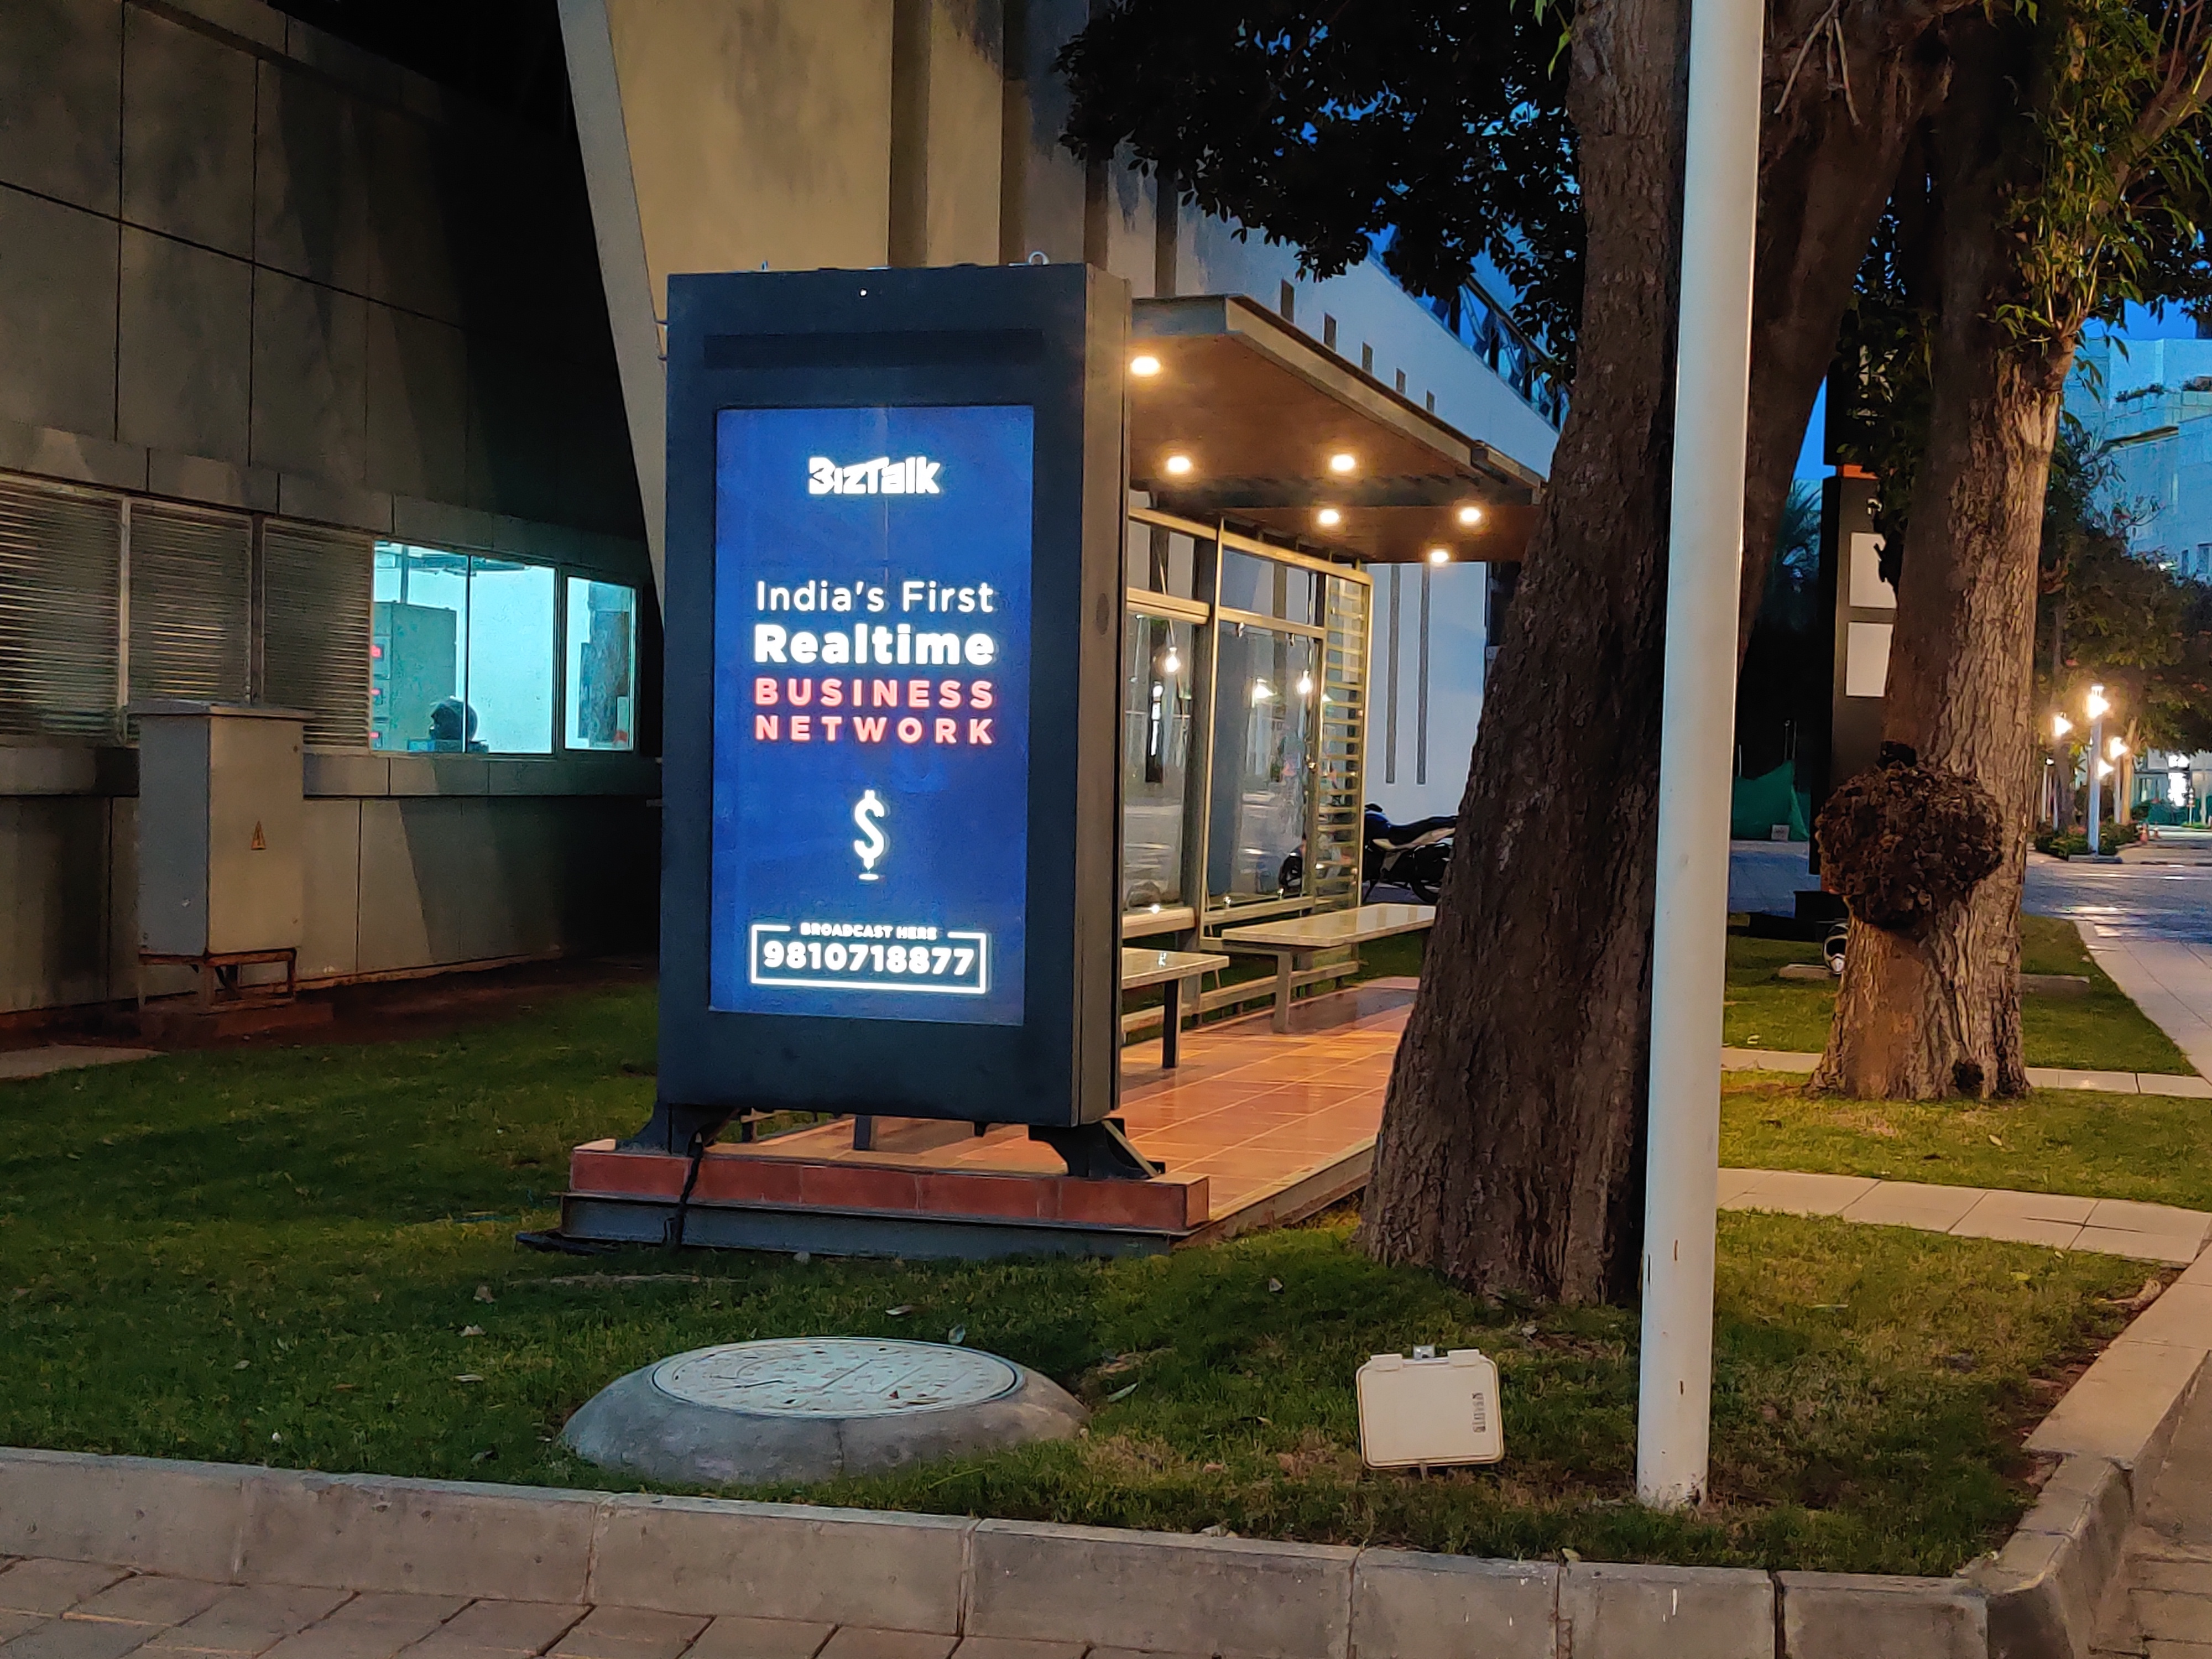 BizTalk
India's First
Realtime
BUSINESS
NETWORK
$
BROADCAST HERE
9810718877